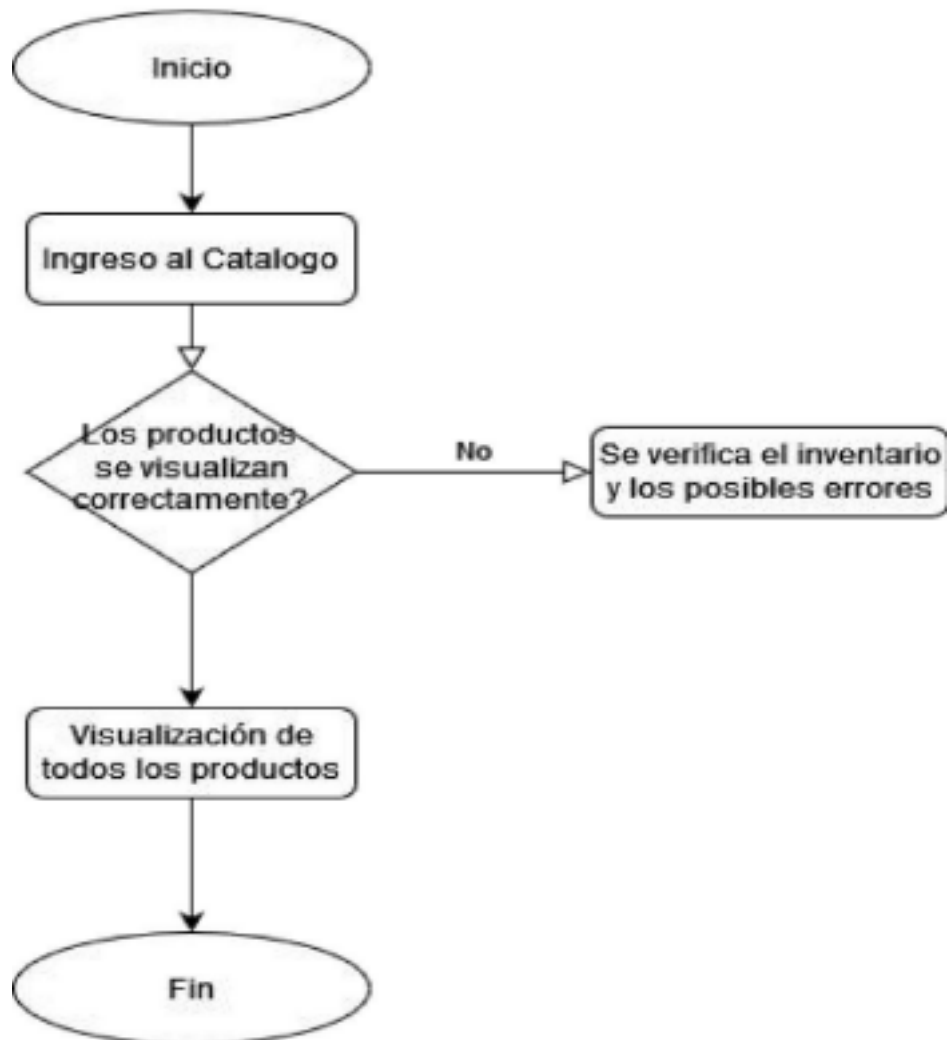 Inicio
Ingreso al Catalogo
Los productos
se visualizan
correctamente?
No
Se verifica el inventario
y los posibles errores
Visualización de
todos los productos
Fin